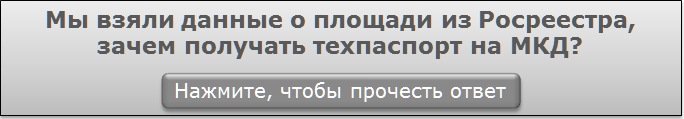 Мы взяли данные о площади из Росреестра,
зачем получать техпаспорт на МКД?
Нажмите, чтобы прочесть ответ